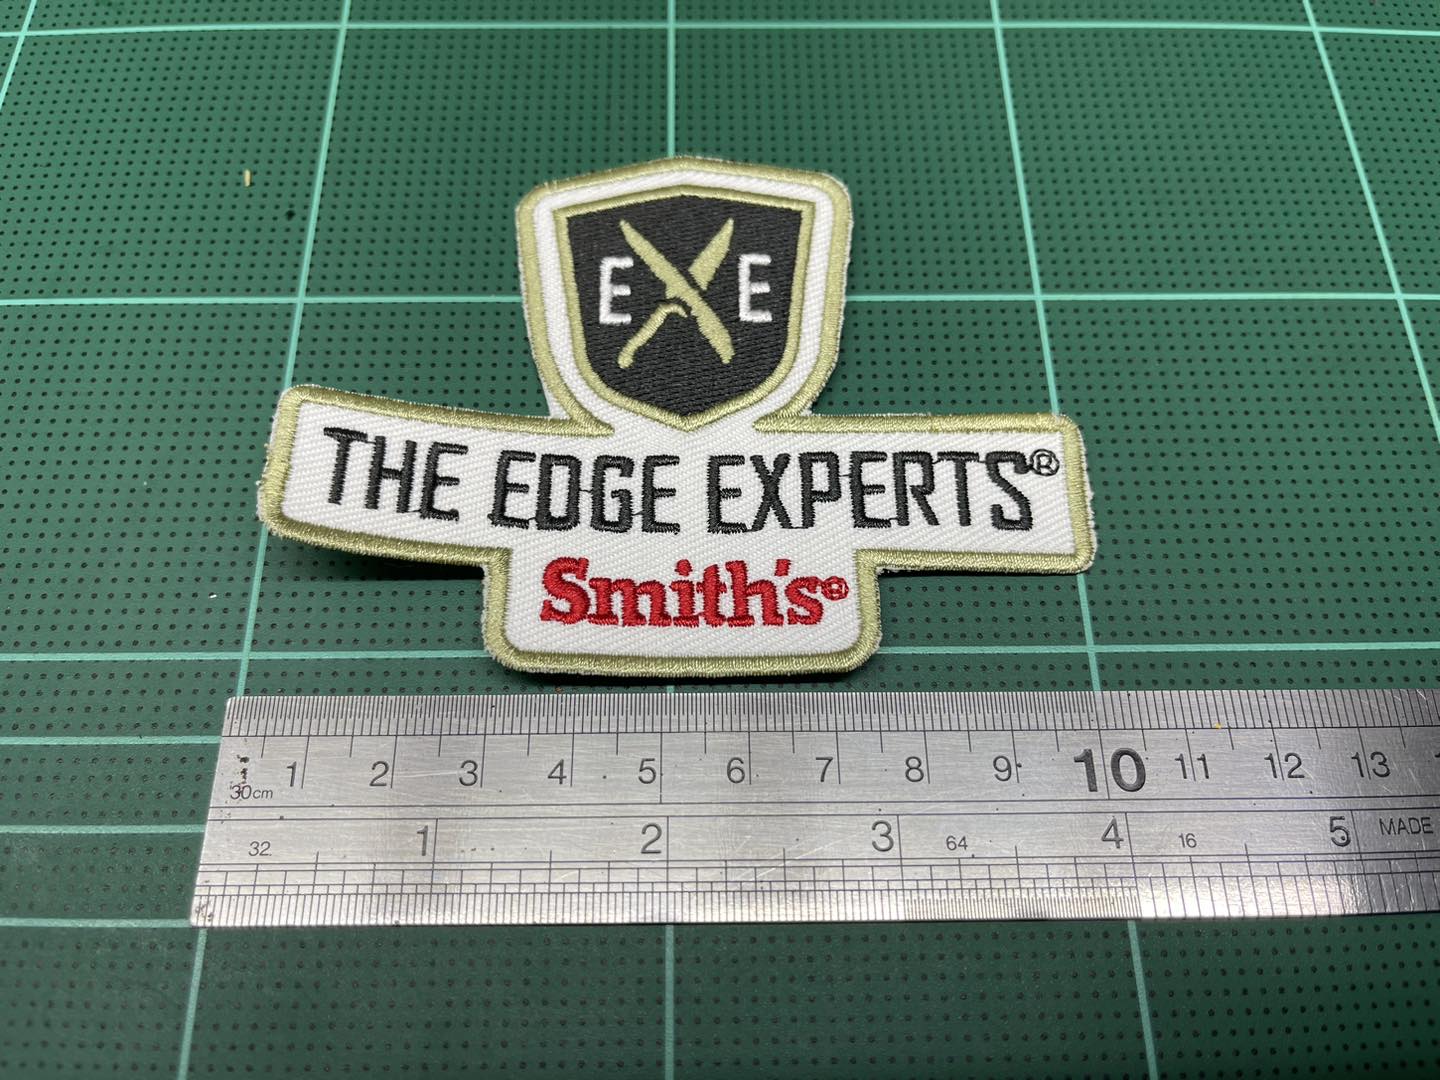 E E
THE EDGE EXPERTS®
Smith's®
1 2 3 4 5 6 7 8 9 10 11 12 13
30cm
1 2 3 4 5 MADE
32 64 16